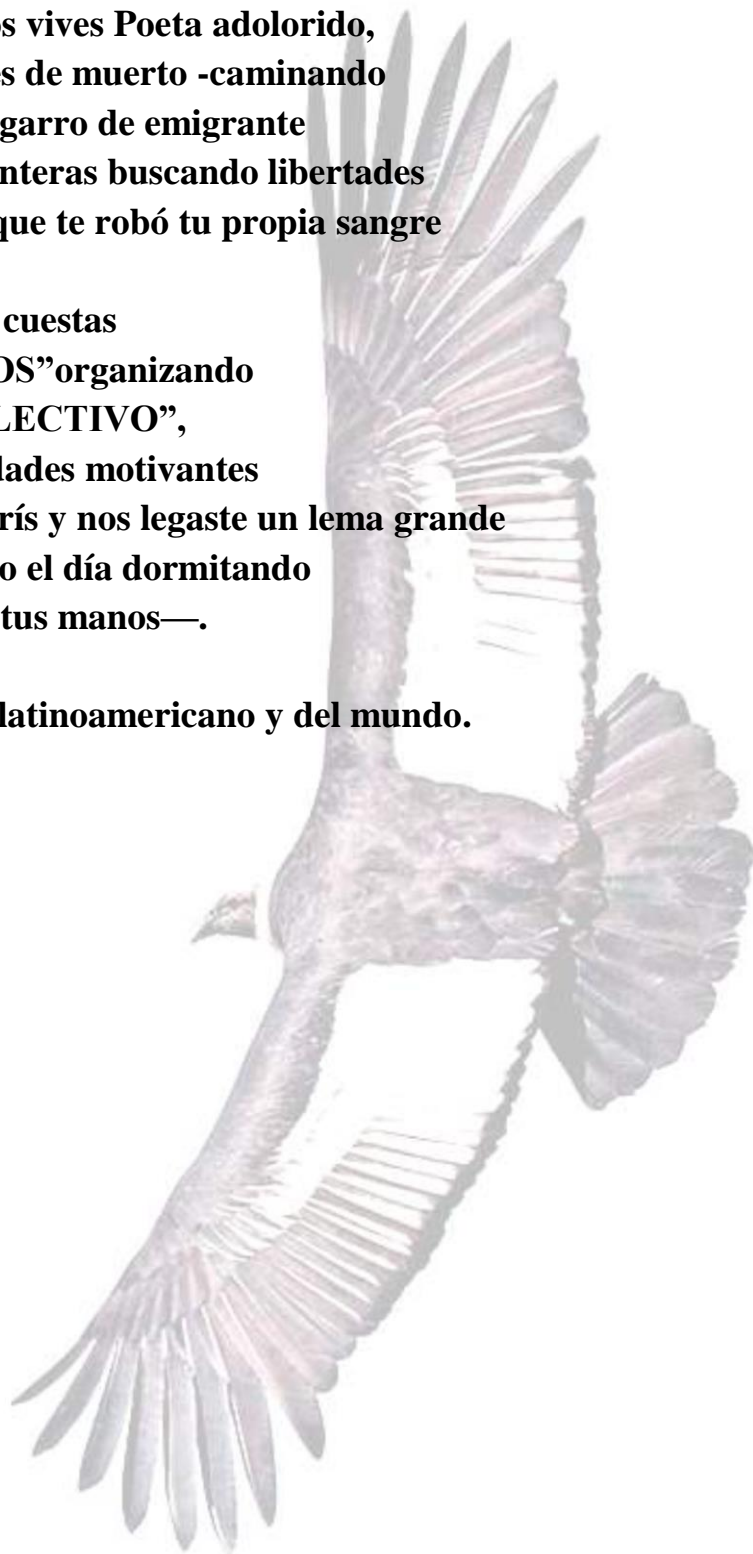 os vives Poeta adolorido,
es de muerto -caminando
garro de emigrante
nteras buscando libertades
que te robó tu propia sangre
cuestas
OS”organizando
LECTIVO”,
dades motivantes
rís y nos legaste un lema grande
o el día dormitando
tus manos—.
latinoamericano y del mundo.